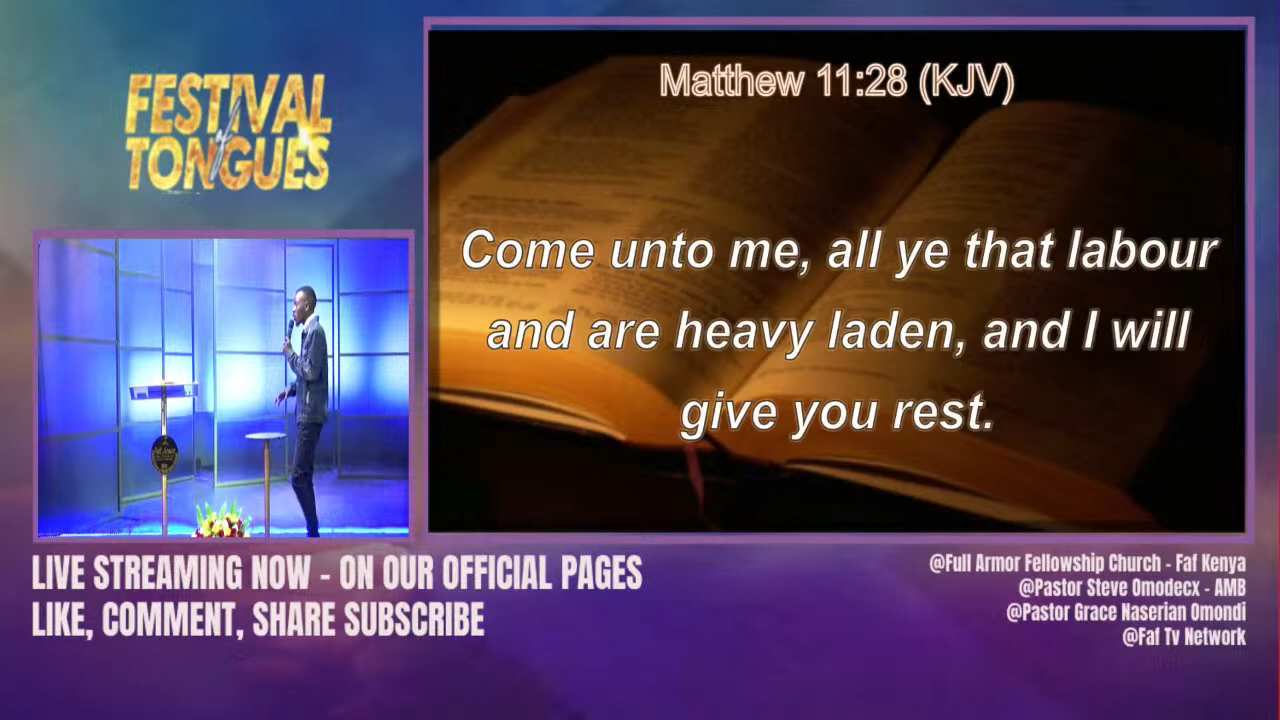 FESTIVAL
of
TONGUES
Matthew 11:28 (KJV)
Come unto me, all ye that labour
and are heavy laden, and I will
give you rest.
LIVE STREAMING NOW - ON OUR OFFICIAL PAGES
LIKE, COMMENT, SHARE SUBSCRIBE
@Full Armor Fellowship Church - Faf Kenya
@Pastor Steve Omodecx - AMB
@Pastor Grace Naserian Omondi
@Faf Tv Network